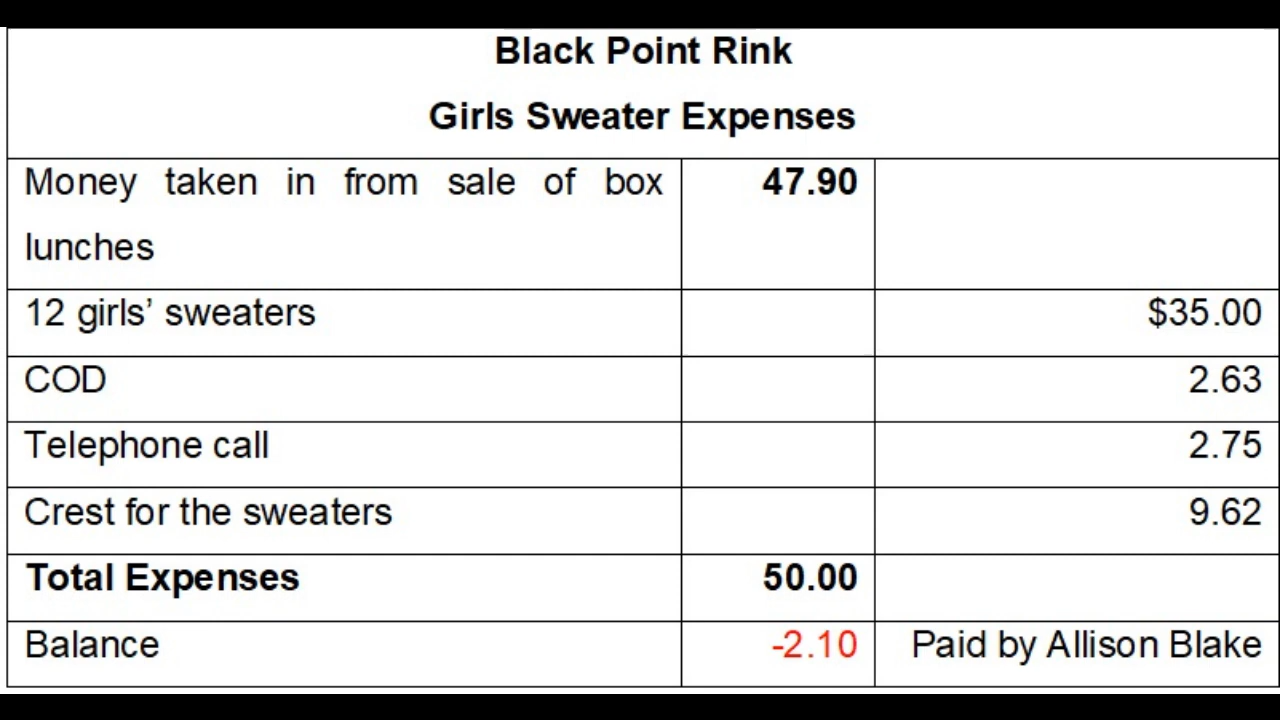 Black Point Rink
Girls Sweater Expenses
Money taken in from sale of box 47.90
lunches
12 girls’ sweaters $35.00
COD 2.63
Telephone call 2.75
Crest for the sweaters 9.62
Total Expenses 50.00
Balance -2.10 Paid by Allison Blake